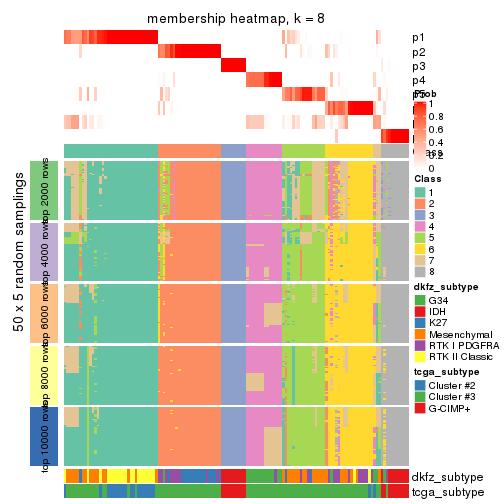 membership heatmap, k = 8
p1
p2
p3
p4
Prob
1
0.8
0.6
0.4
0.2
0
Class
1
2
3
4
5
6
7
8
dkfz_subtype
G34
IDH
K27
Mesenchymal
RTK I PDGFRA
RTK II Classic
tcga_subtype
Cluster #2
Cluster #3
G-CIMP+
50 x 5 random samplings
top 2000 rows
top 4000 rows
top 6000 rows
top 8000 rows
top 10000 rows
dkfz_subtype
tcga_subtype